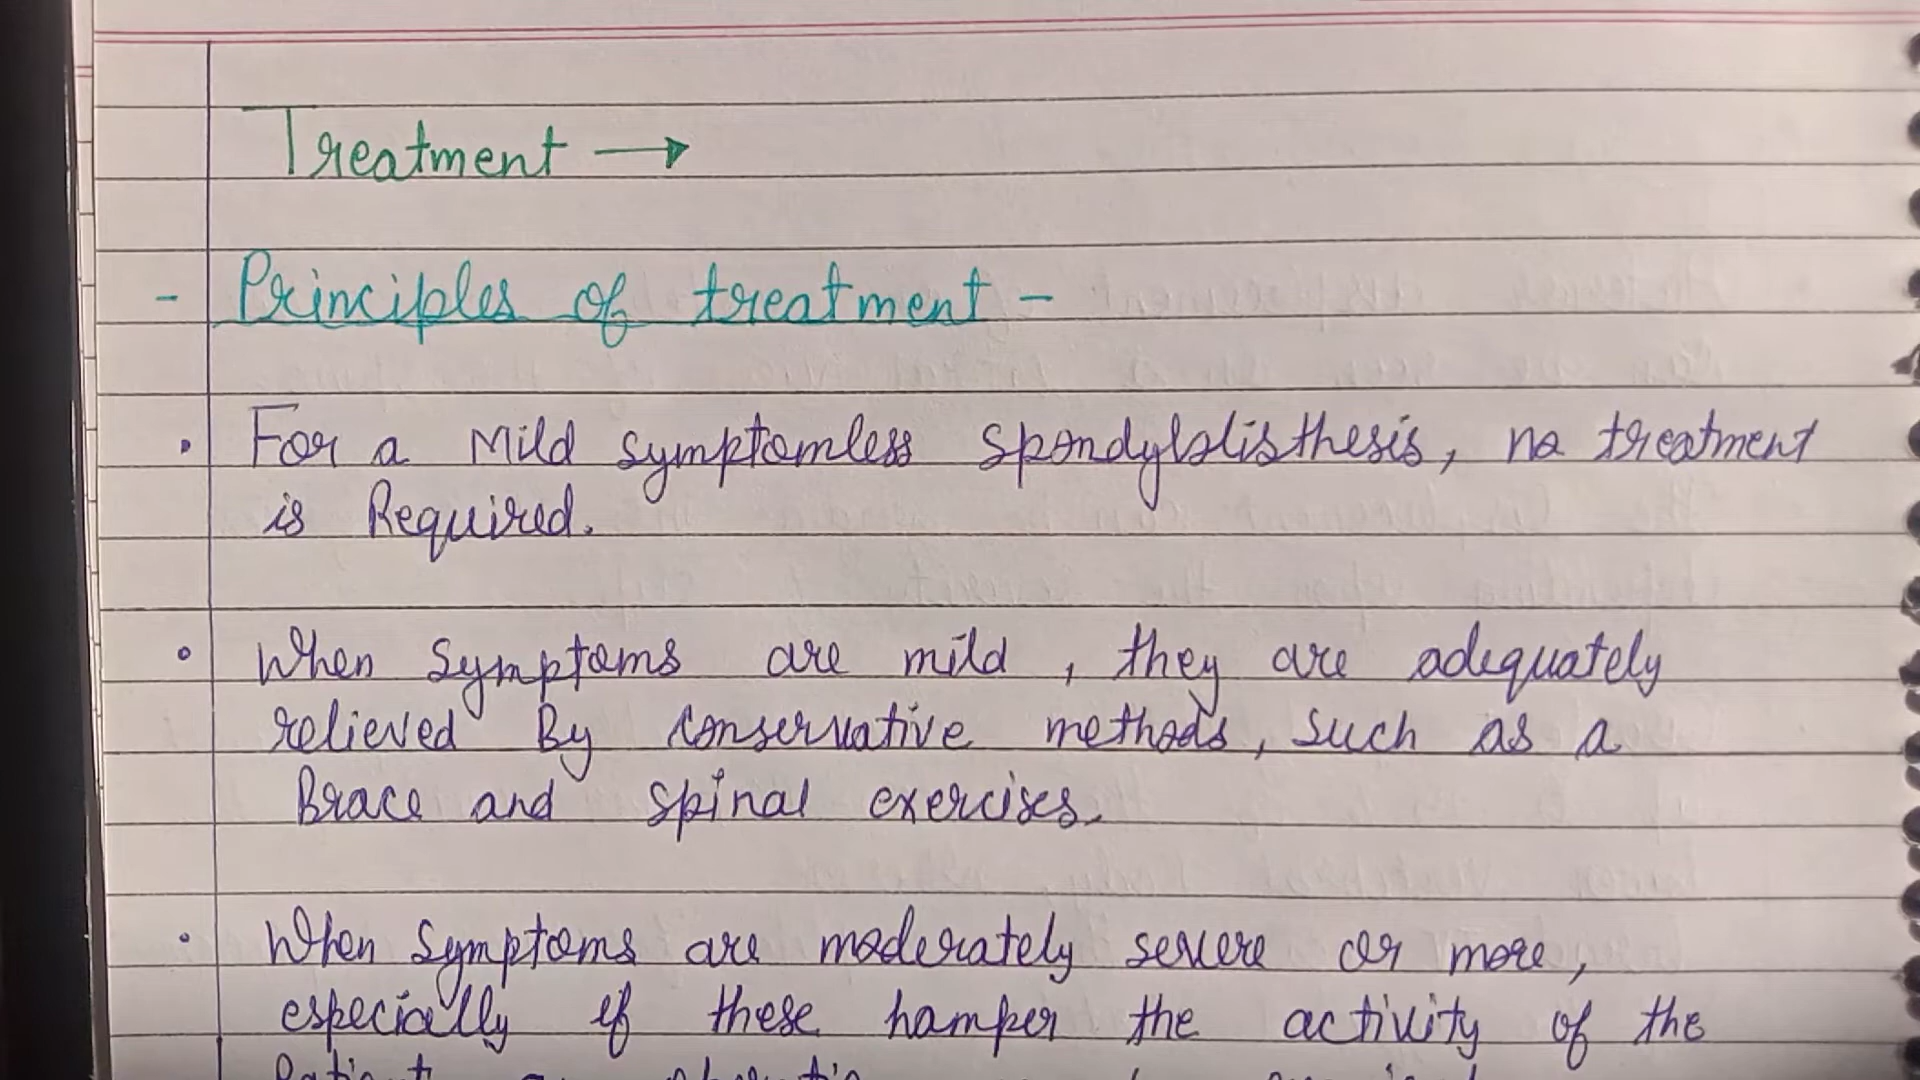 Treatment →
- Principles of treatment -
• For a Mild symptomless spondylolisthesis, no treatment
is Required.
• When symptoms are mild, they are adequately
relieved By conservative methods, such as a
Brace and spinal exercises.
• When symptoms are moderately severe or more,
especially if these hamper the activity of the